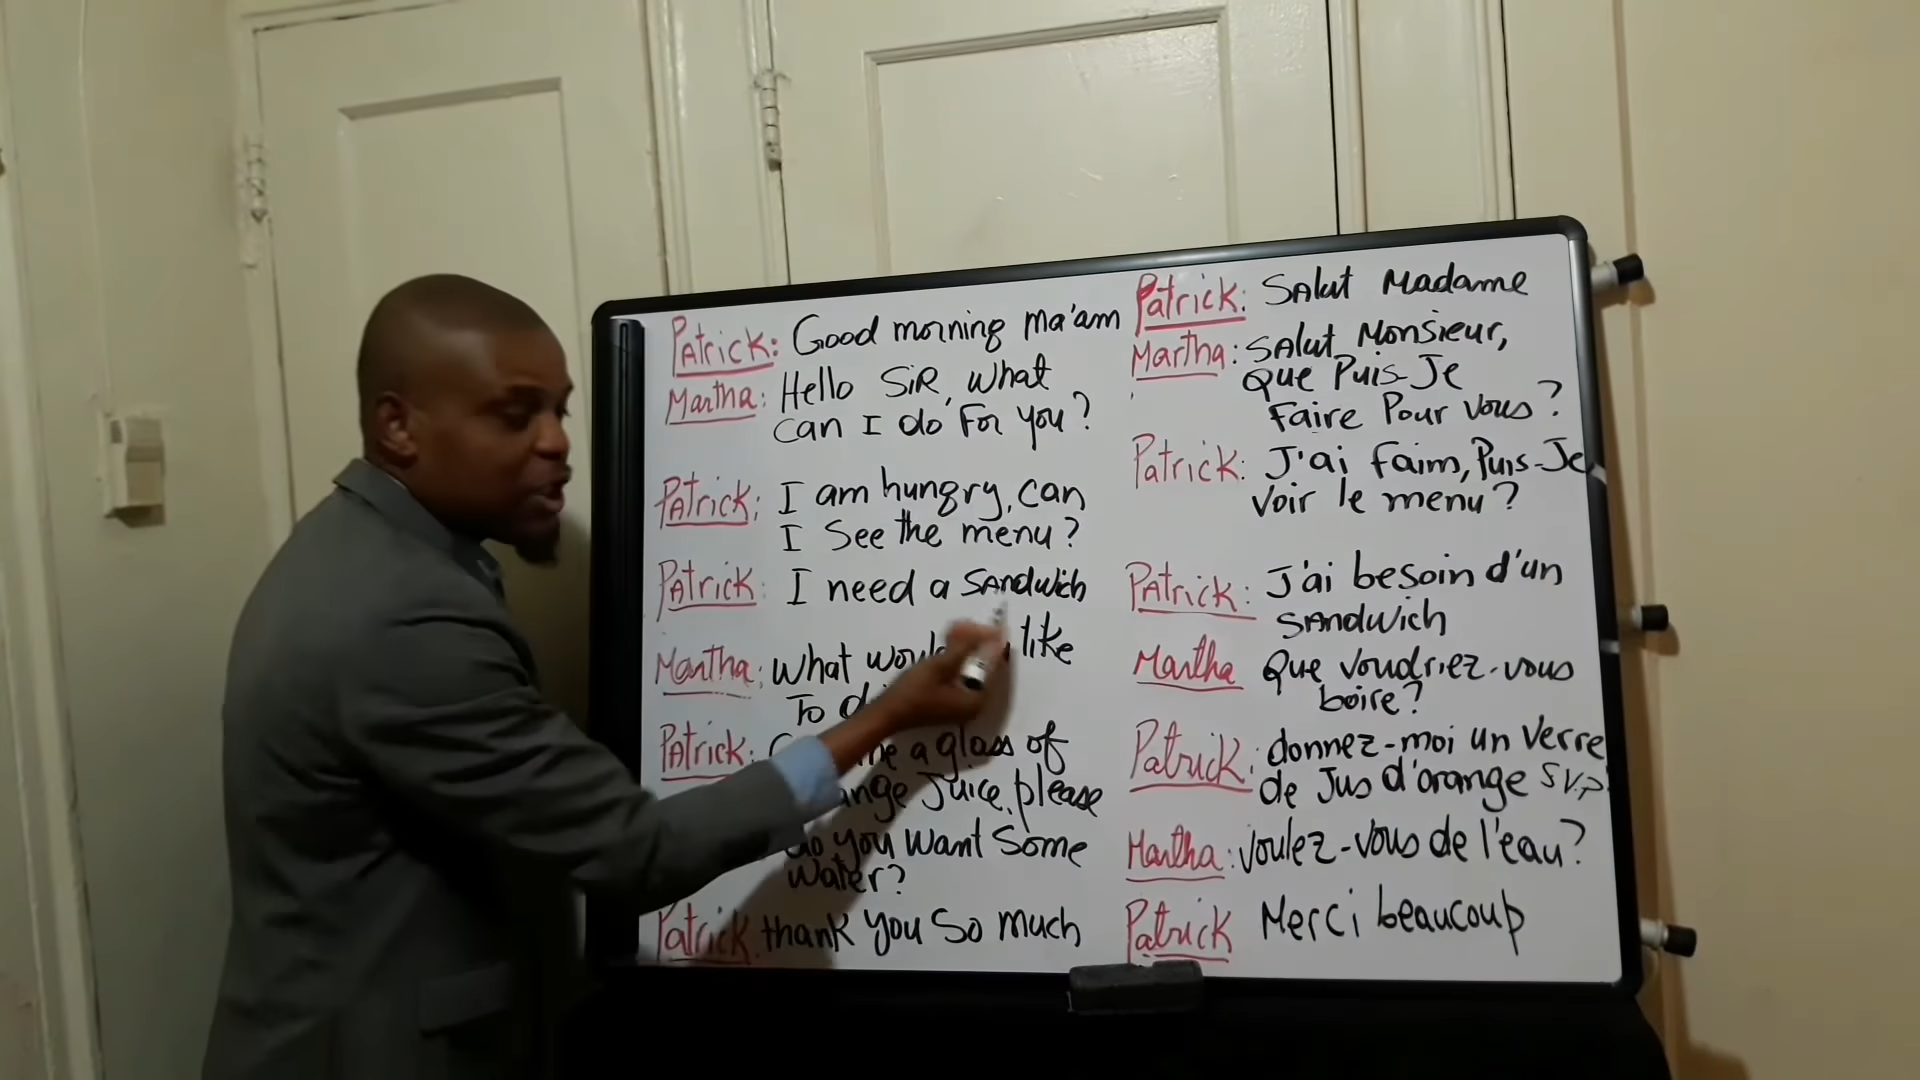 Patrick: Good morning ma'am
Martha: Hello Sir, What
can I do For you?
Patrick: I am hungry, can
I See the menu?
Patrick: I need a Sandwich
Martha: What like
To
Patrick: a glass of
Juice, please
do you Want Some
Water?
Patrick. thank you So much
Patrick: Salut Madame
Martha: Salut Monsieur,
Que Puis-Je
Faire Pour Vous?
Patrick: J'ai faim, Puis-Je
Voir le menu?
Patrick: J'ai besoin d'un
Sandwich
Martha Que Voudriez-vous
boire?
Patrick: donnez-moi un Verre
de Jus d'orange S.V.P
Martha: Voulez-vous de l'eau?
Patrick Merci beaucoup